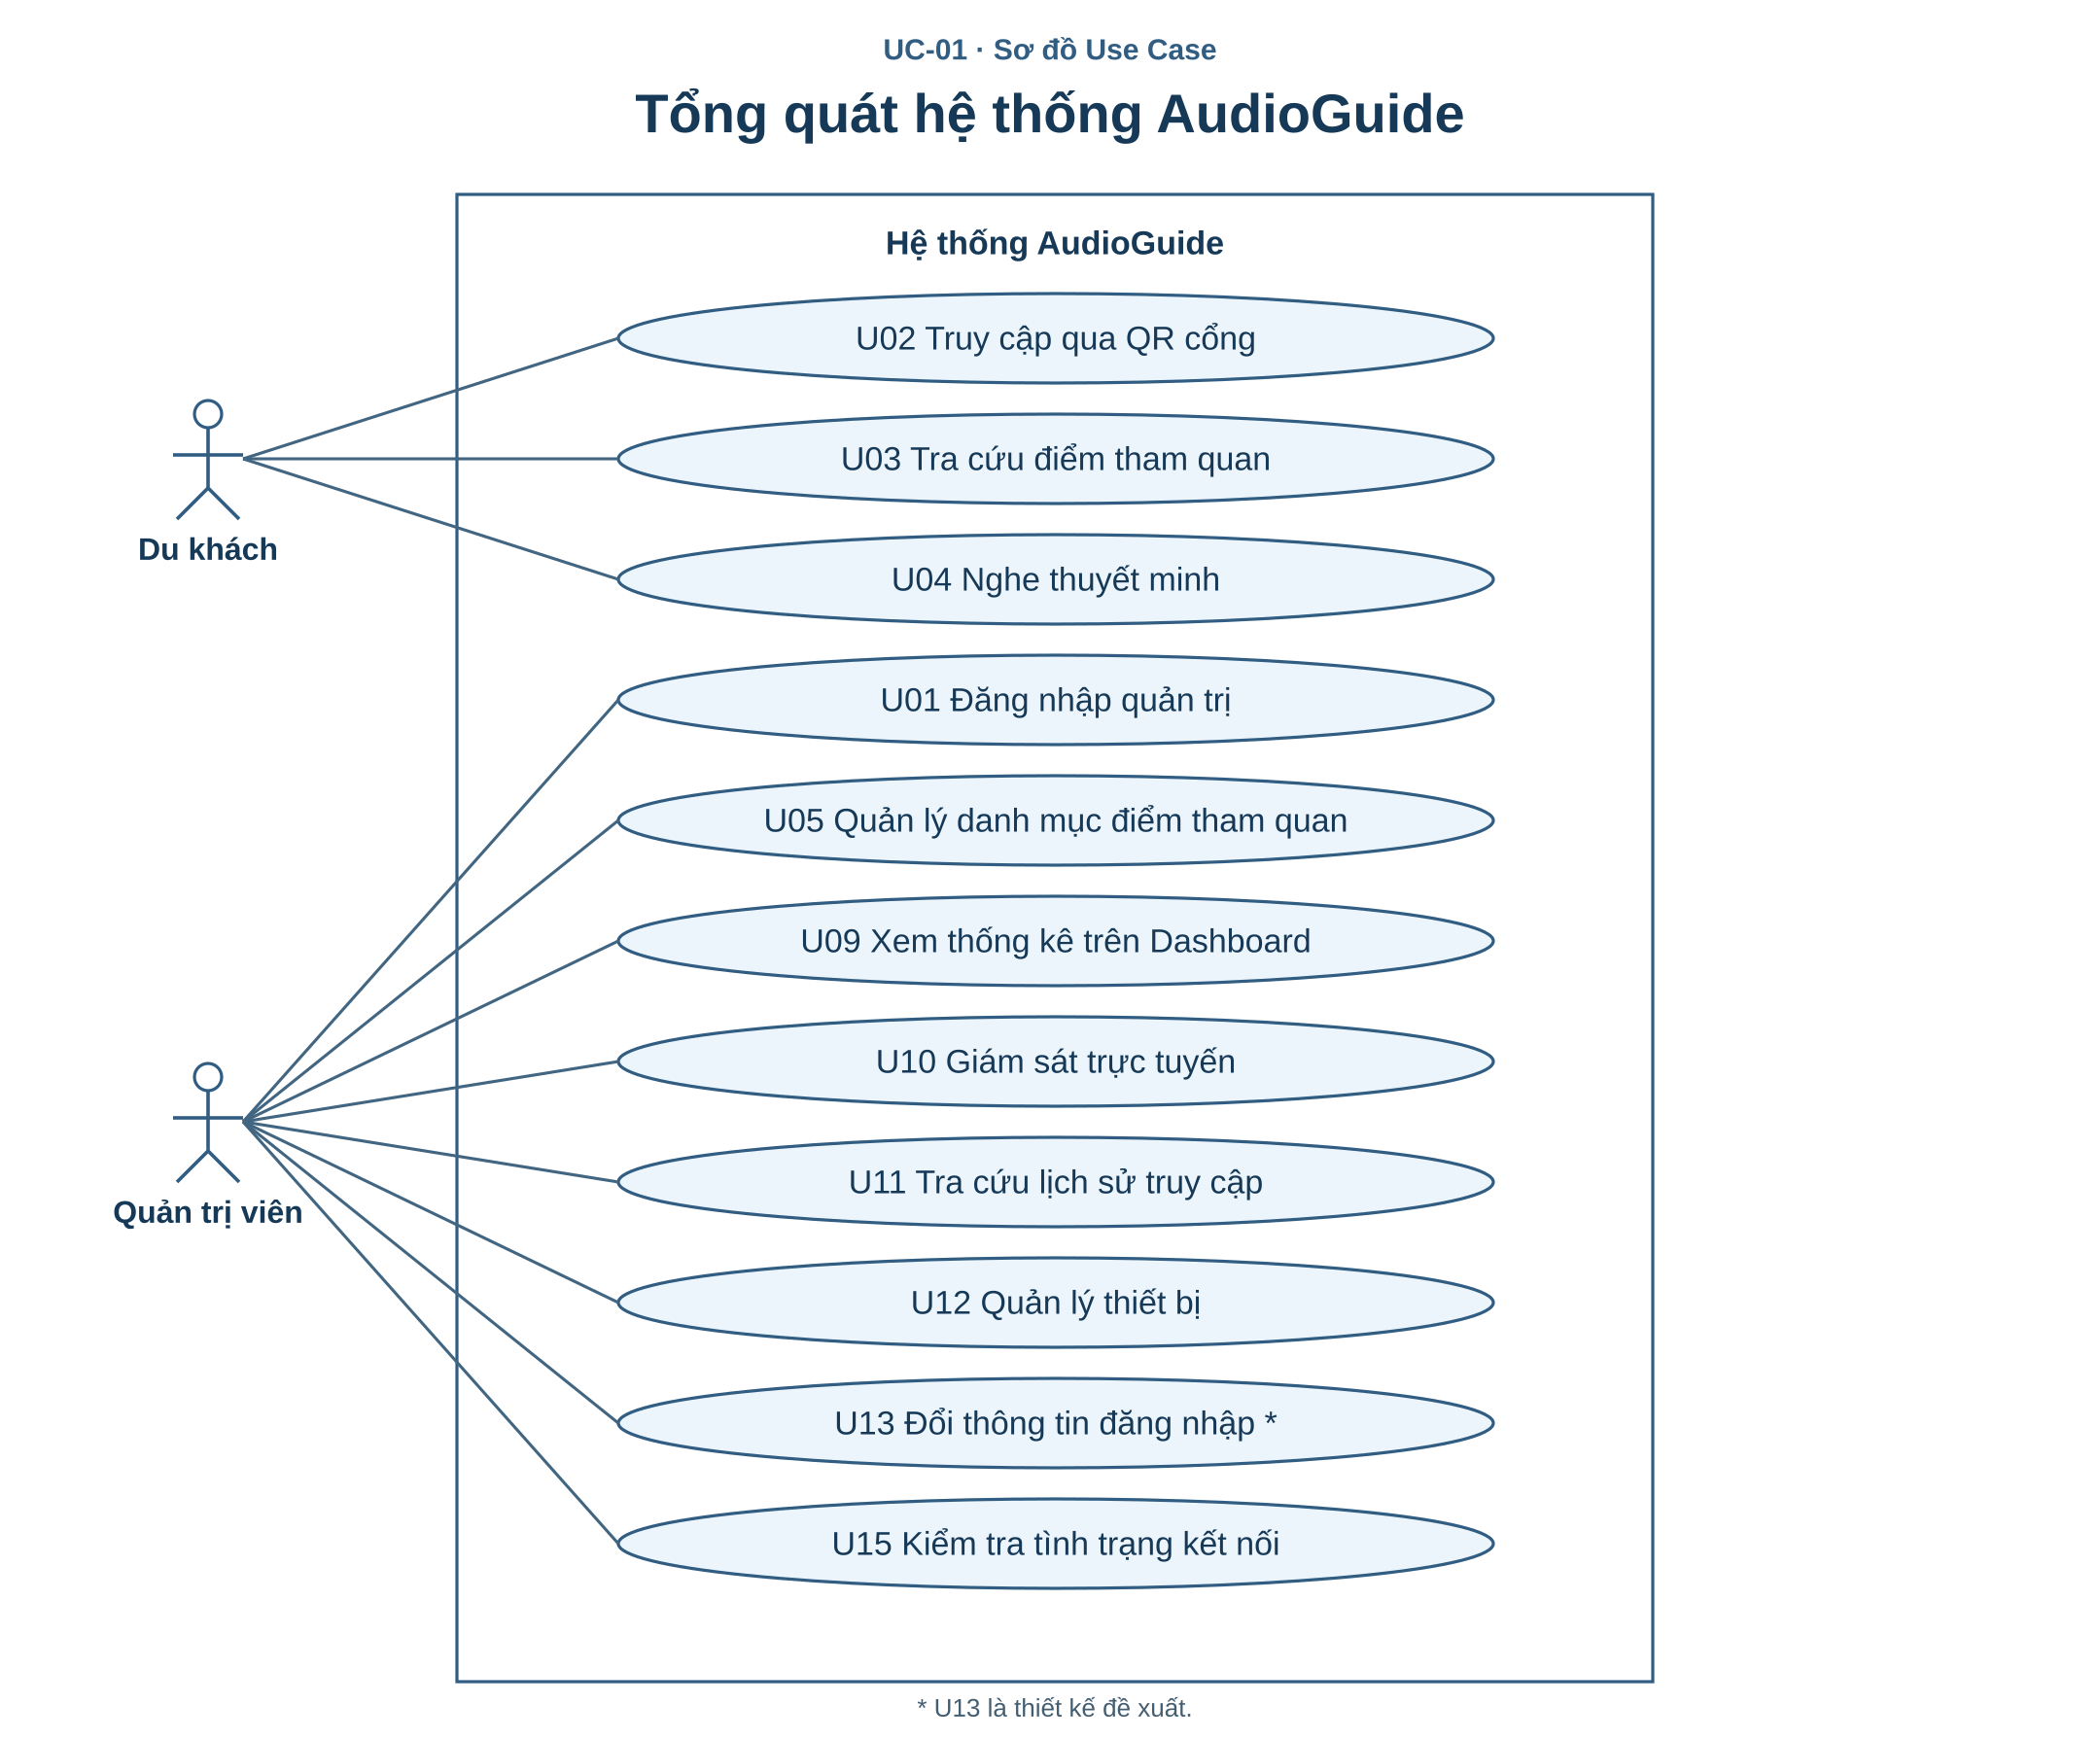 UC-01 · Sơ đồ Use Case
Tổng quát hệ thống AudioGuide
Hệ thống AudioGuide
U02 Truy cập qua QR cổng
U03 Tra cứu điểm tham quan
Du khách
U04 Nghe thuyết minh
U01 Đăng nhập quản trị
U05 Quản lý danh mục điểm tham quan
U09 Xem thống kê trên Dashboard
U10 Giám sát trực tuyến
U11 Tra cứu lịch sử truy cập
Quản trị viên
U12 Quản lý thiết bị
U13 Đổi thông tin đăng nhập *
U15 Kiểm tra tình trạng kết nối
* U13 là thiết kế đề xuất.